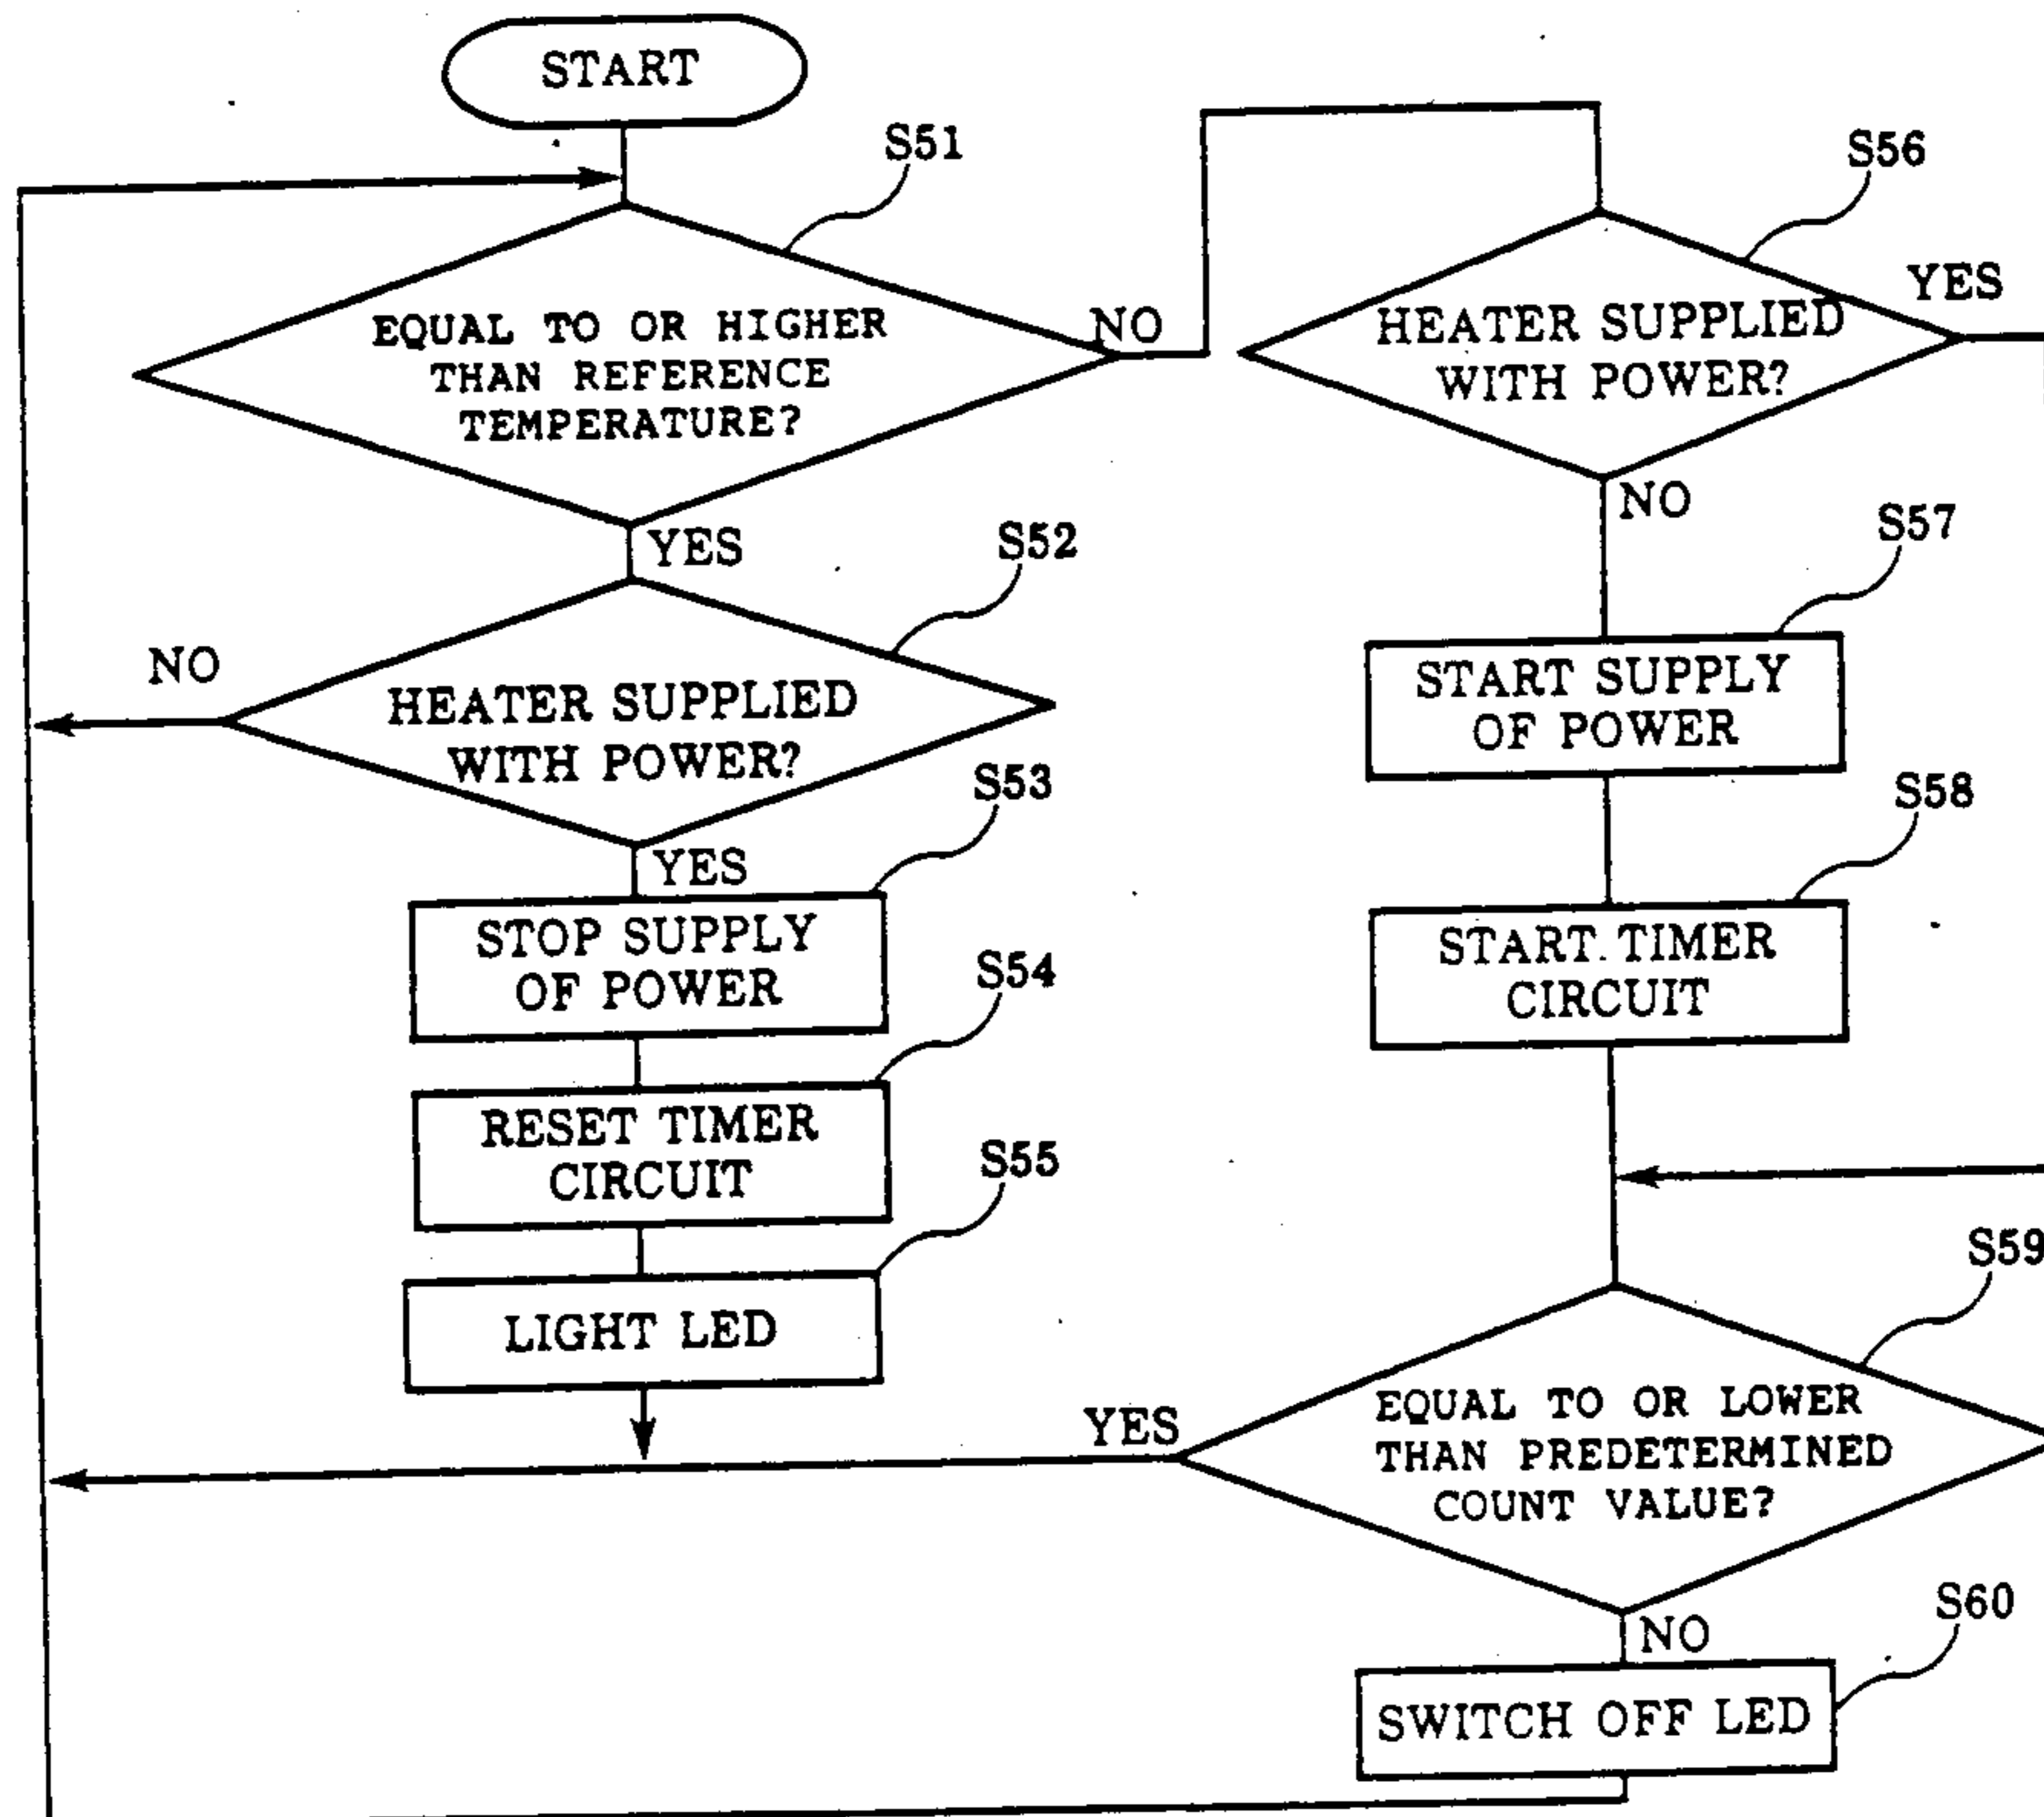 START
S51
EQUAL TO OR HIGHER
THAN REFERENCE
TEMPERATURE?
NO
YES
S52
HEATER SUPPLIED
WITH POWER?
NO
YES
S53
STOP SUPPLY
OF POWER
S54
RESET TIMER
CIRCUIT
S55
LIGHT LED
S56
HEATER SUPPLIED
WITH POWER?
YES
NO
S57
START SUPPLY
OF POWER
S58
START TIMER
CIRCUIT
S59
EQUAL TO OR LOWER
THAN PREDETERMINED
COUNT VALUE?
YES
NO
S60
SWITCH OFF LED